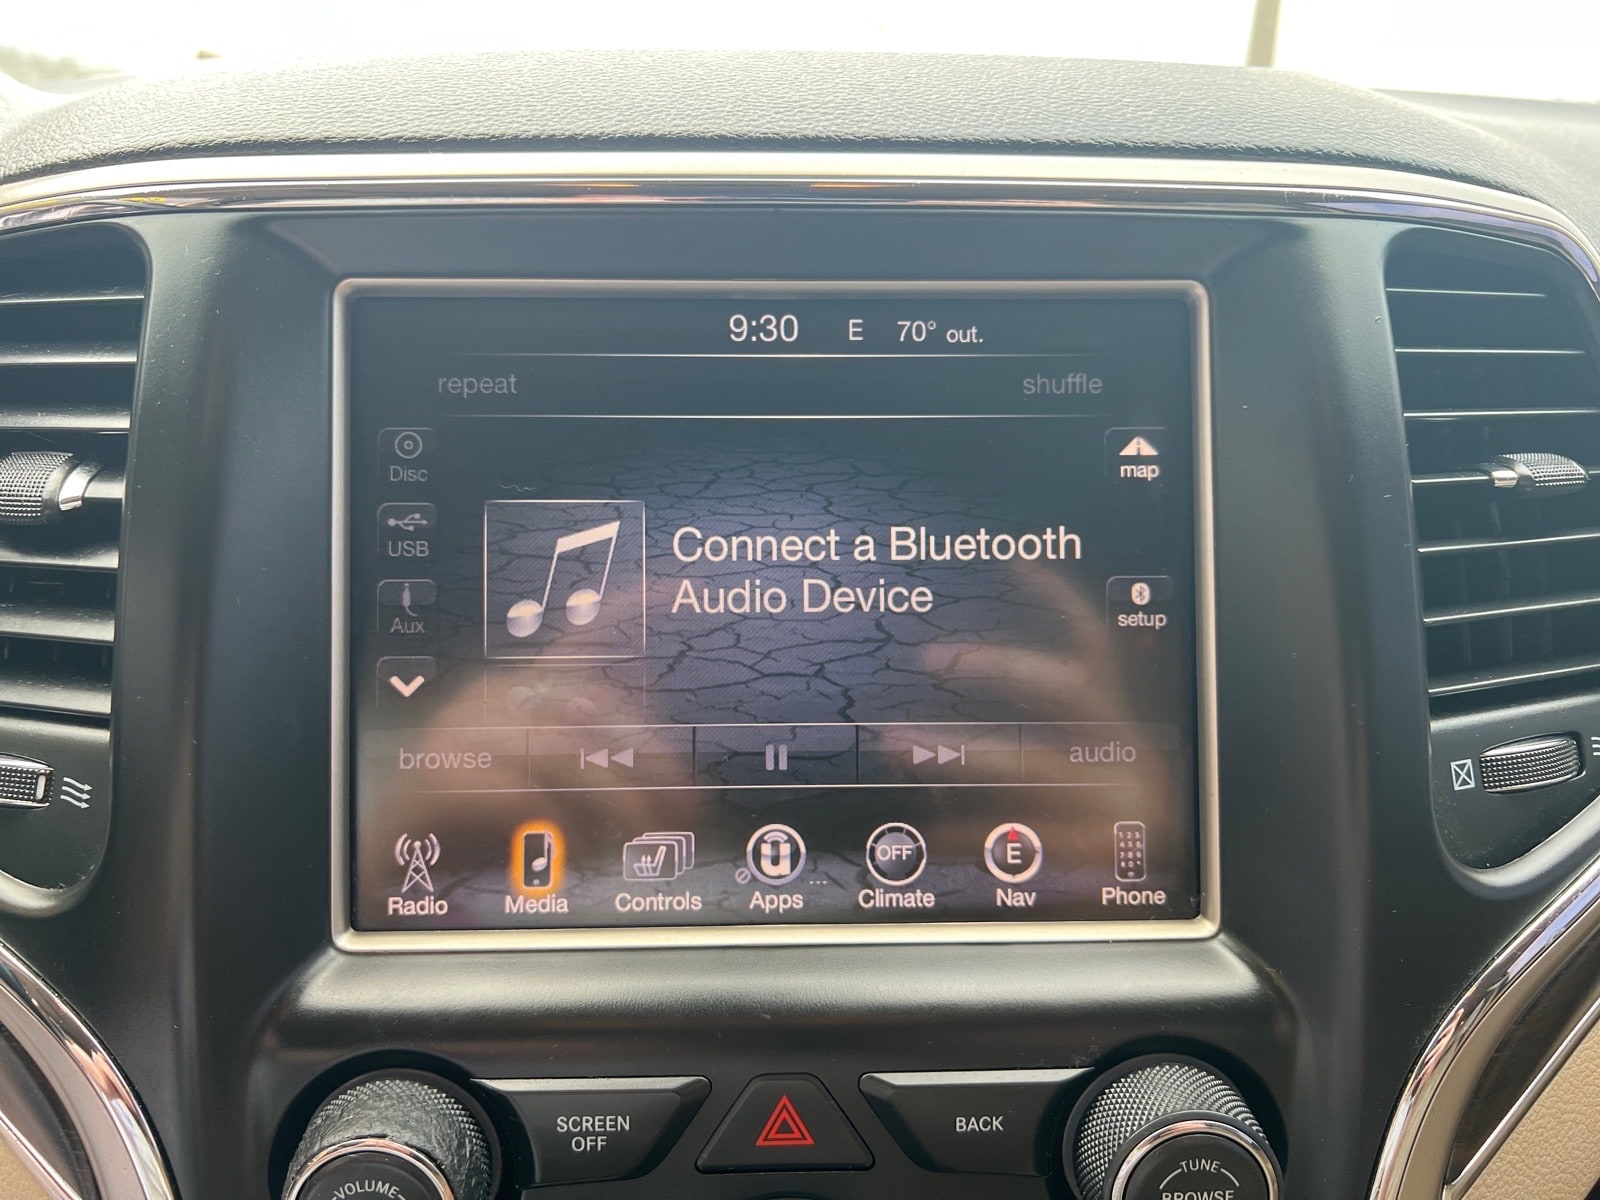 9:30 E 70° out.
repeat shuffle
Disc
map
USB
Connect a Bluetooth
Audio Device
Aux
setup
browse audio
OFF E
Radio Media Controls Apps Climate Nav Phone
SCREEN
OFF
BACK
VOLUME
TUNE
BROWSE